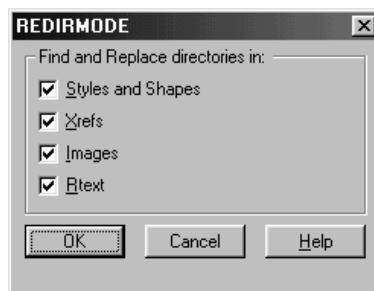 REDIRMODE
Find and Replace directories in:
Styles and Shapes
Xrefs
Images
Rtext
OK Cancel Help